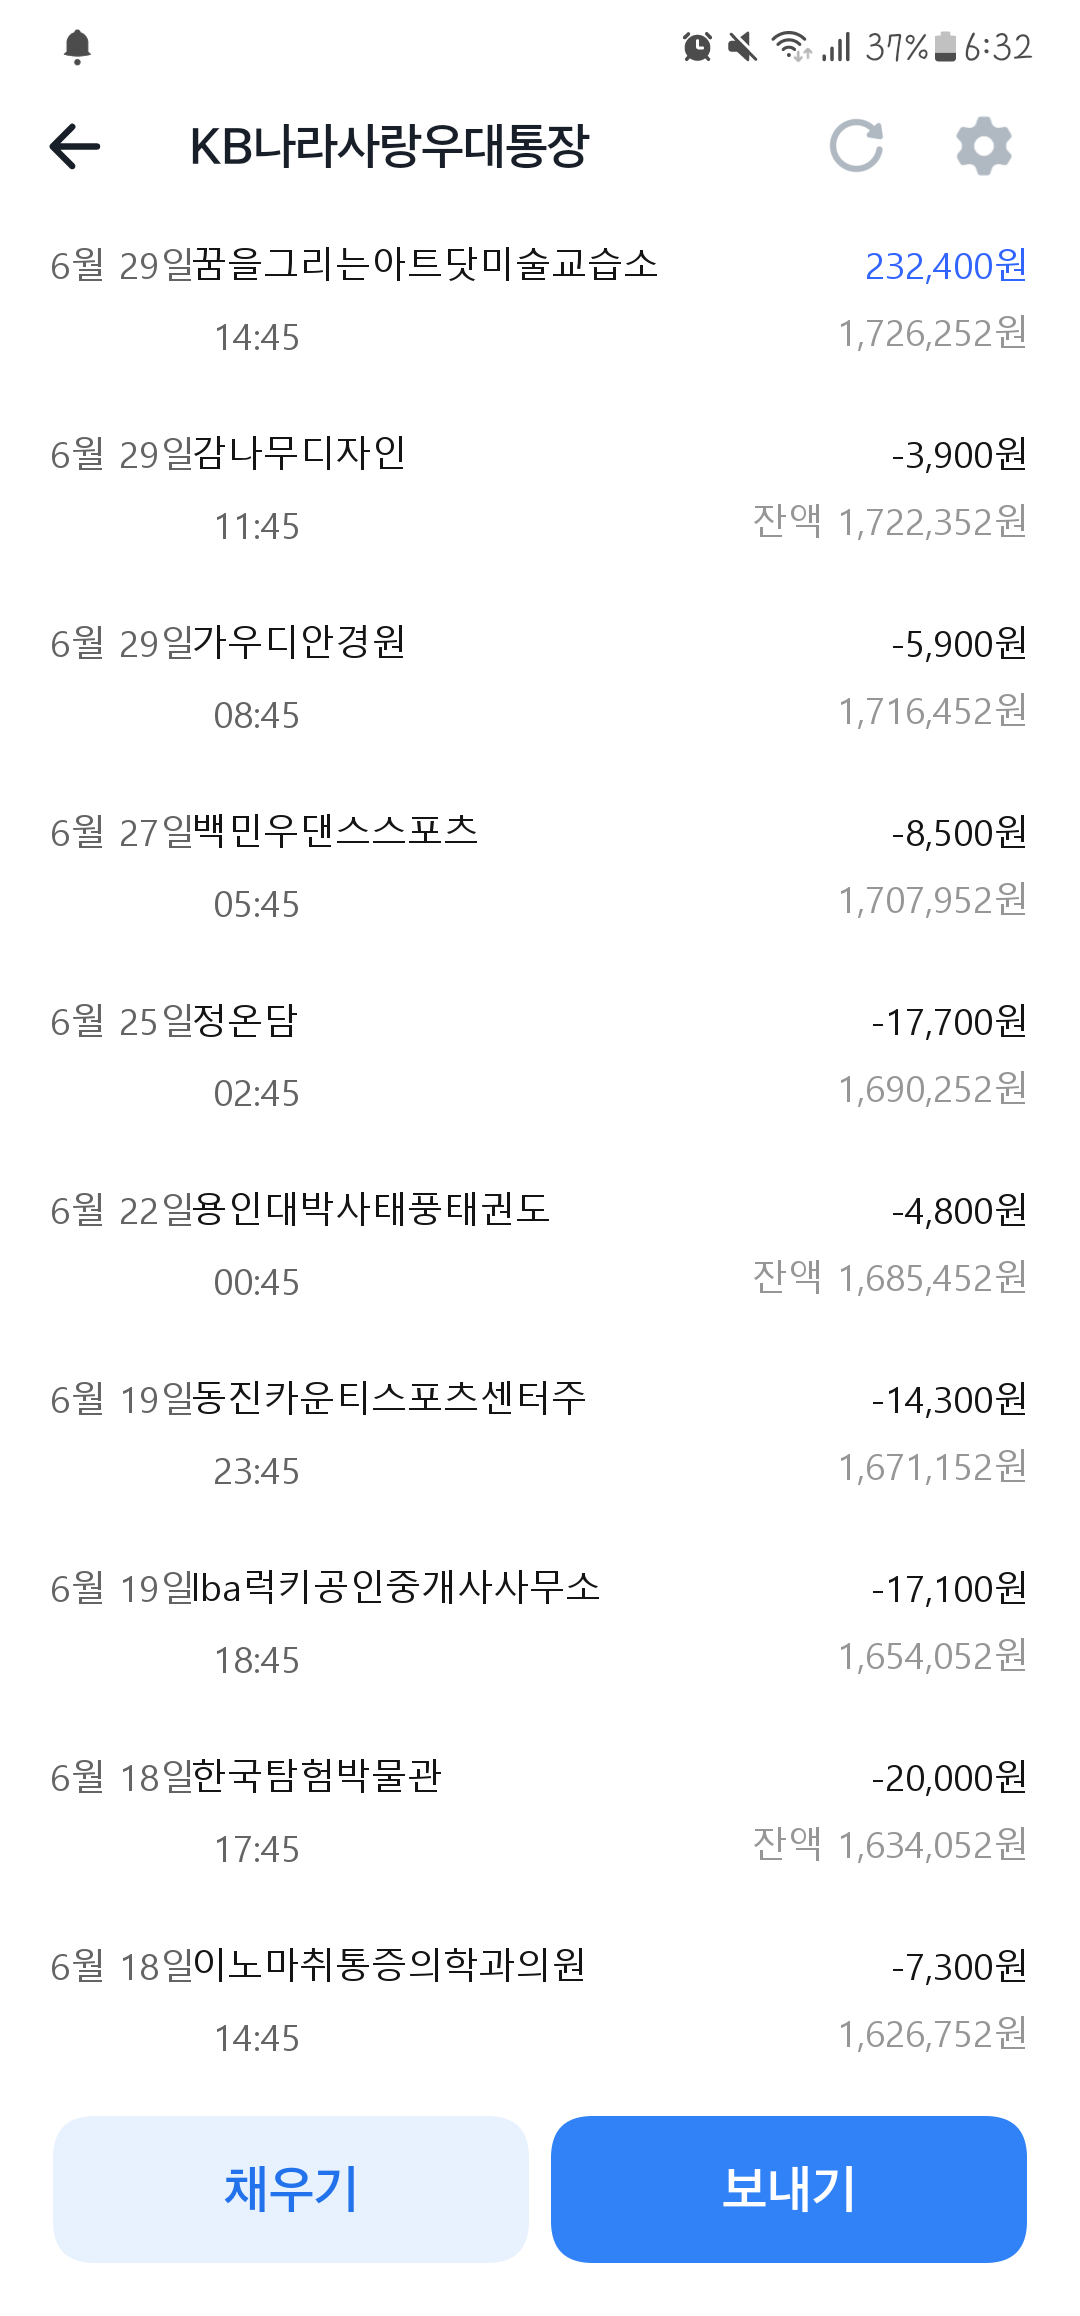 37% 6:32
KB나라사랑우대통장
6월 29일 꿈을그리는아트닷미술교습소 232,400원
14:45 1,726,252원
6월 29일 감나무디자인 -3,900원
11:45 잔액 1,722,352원
6월 29일 가우디안경원 -5,900원
08:45 1,716,452원
6월 27일 백민우댄스스포츠 -8,500원
05:45 1,707,952원
6월 25일 정온담 -17,700원
02:45 1,690,252원
6월 22일 용인대박사태풍태권도 -4,800원
00:45 잔액 1,685,452원
6월 19일 동진카운티스포츠센터주 -14,300원
23:45 1,671,152원
6월 19일 lba럭키공인중개사사무소 -17,100원
18:45 1,654,052원
6월 18일 한국탐험박물관 -20,000원
17:45 잔액 1,634,052원
6월 18일 이노마취통증의학과의원 -7,300원
14:45 1,626,752원
채우기 보내기